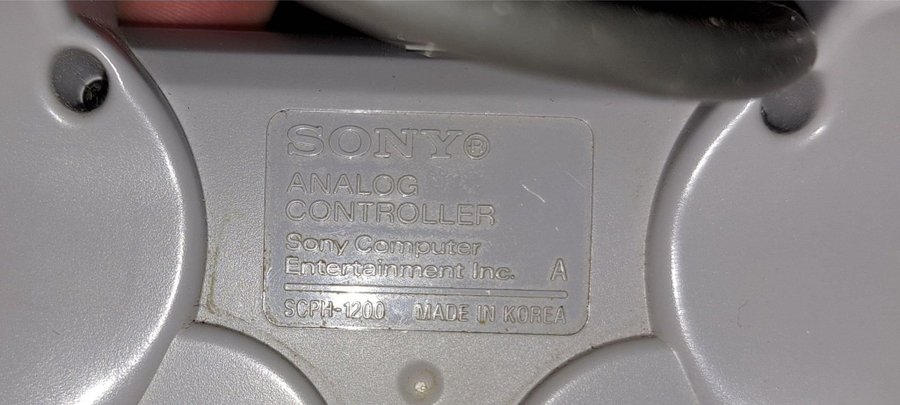 SONY®
ANALOG
CONTROLLER
Sony Computer
Entertainment Inc. A
SCPH-1200 MADE IN KOREA